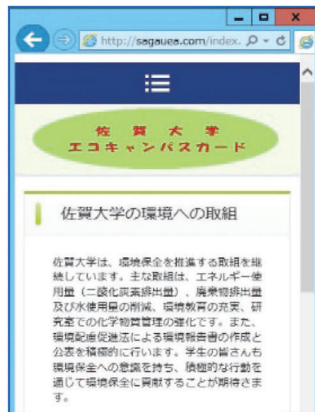 http://sagauea.com/index.
佐賀大学
エコキャンパスカード
佐賀大学の環境への取組
佐賀大学は、環境保全を推進する取組を継
続しています。主な取組は、エネルギー使
用量（二酸化炭素排出量）、廃棄物排出量
及び水使用量の削減、環境教育の充実、研
究室での化学物質管理の強化です。また、
環境配慮促進法による環境報告書の作成と
公表を積極的に行います。学生の皆さんも
環境保全への意識を持ち、積極的な行動を
通じて環境保全に貢献することが期待されま
す。